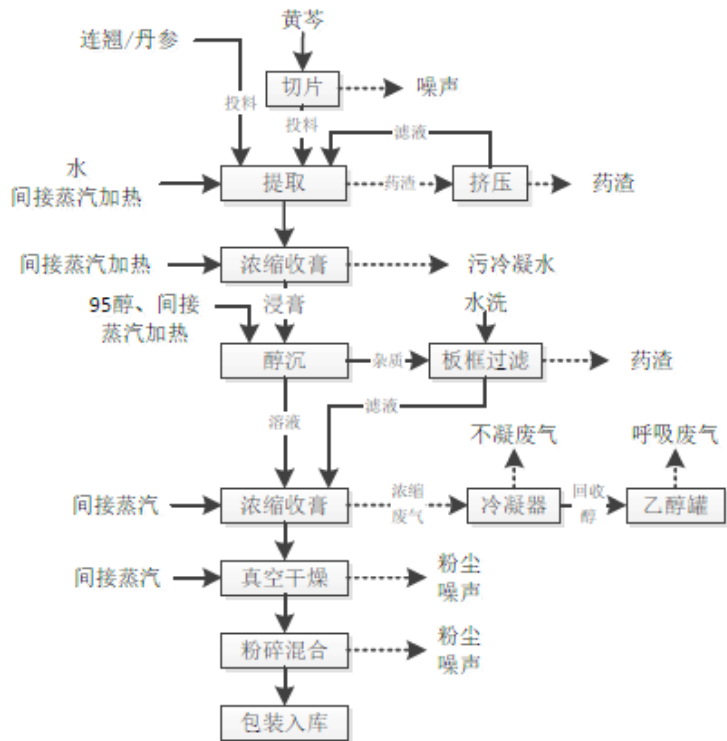 黄芩
连翘/丹参
切片
噪声
投料
投料
滤液
水
间接蒸汽加热
提取
药渣
挤压
药渣
间接蒸汽加热
浓缩收膏
污冷凝水
95醇、间接
蒸汽加热
浸膏
水洗
醇沉
杂质
板框过滤
药渣
溶液
滤液
不凝废气
呼吸废气
间接蒸汽
浓缩收膏
浓缩
废气
冷凝器
回收
醇
乙醇罐
间接蒸汽
真空干燥
粉尘
噪声
粉碎混合
粉尘
噪声
包装入库